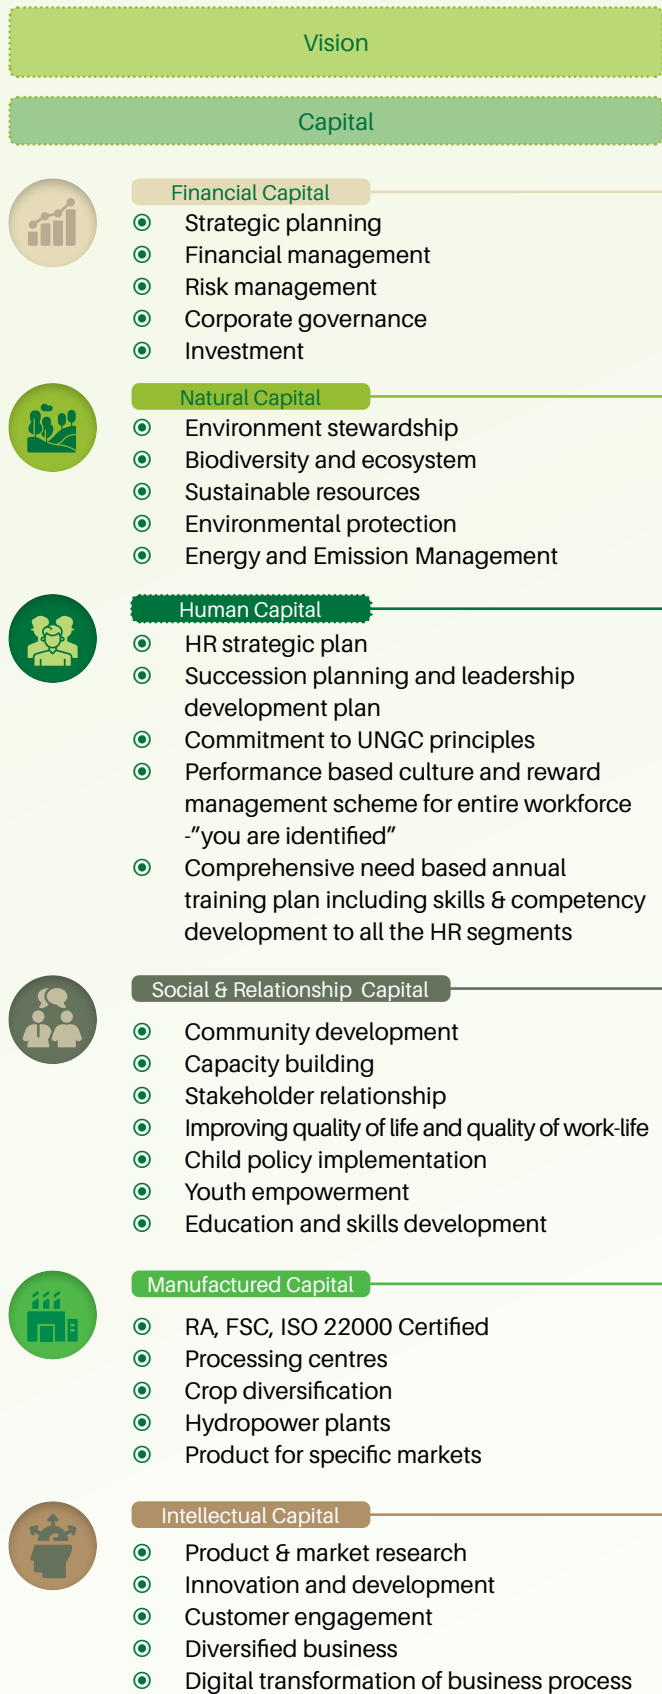 Vision
Capital
Financial Capital
Strategic planning
Financial management
Risk management
Corporate governance
Investment
Natural Capital
Environment stewardship
Biodiversity and ecosystem
Sustainable resources
Environmental protection
Energy and Emission Management
Human Capital
HR strategic plan
Succession planning and leadership
development plan
Commitment to UNGC principles
Performance based culture and reward
management scheme for entire workforce
-”you are identified”
Comprehensive need based annual
training plan including skills & competency
development to all the HR segments
Social & Relationship Capital
Community development
Capacity building
Stakeholder relationship
Improving quality of life and quality of work-life
Child policy implementation
Youth empowerment
Education and skills development
Manufactured Capital
RA, FSC, ISO 22000 Certified
Processing centres
Crop diversification
Hydropower plants
Product for specific markets
Intellectual Capital
Product & market research
Innovation and development
Customer engagement
Diversified business
Digital transformation of business process